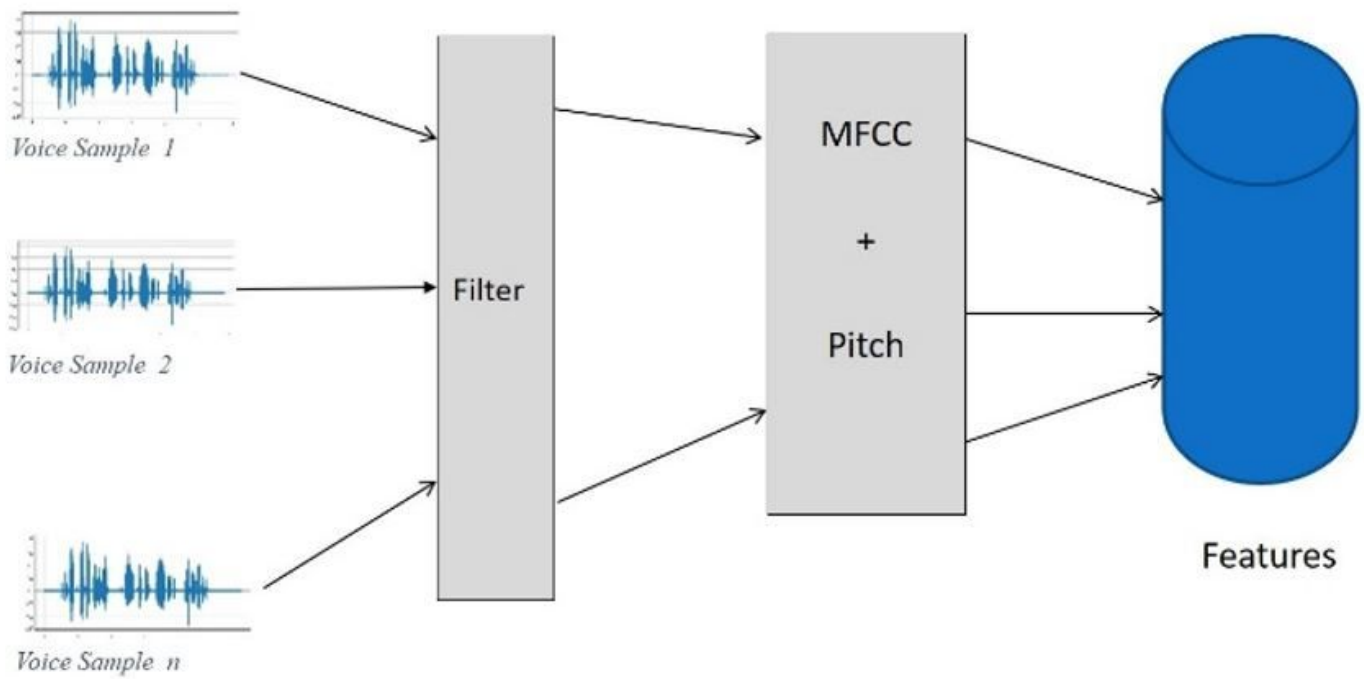 Voice Sample 1
Voice Sample 2
Voice Sample n
Filter
MFCC
+
Pitch
Features